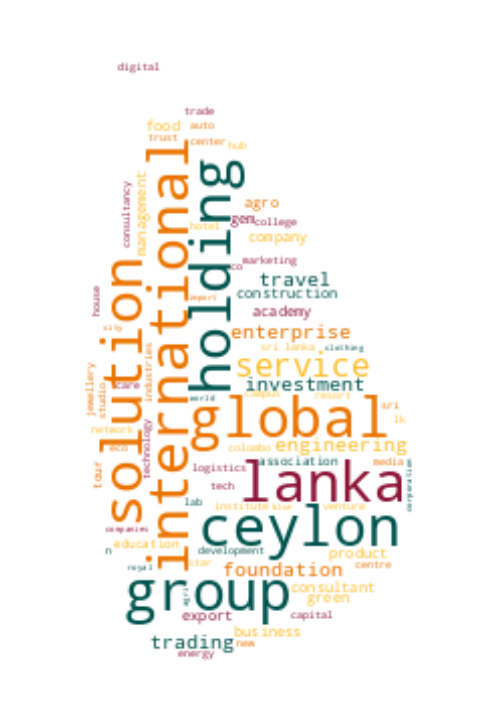 digital
trade
food
auto
trust
center
hub
international
holding
management
consultancy
agro
gem
college
hotel
company
solution
marketing
co
travel
house
construction
import
academy
city
enterprise
industries
sri lanka
clothing
service
jewellery
studio
care
investment
campus
resort
world
global
sri
lk
network
technology
eco
colombo
engineering
tour
association
media
logistics
lanka
corporation
tech
lab
institute
blue
venture
ceylon
companies
education
n
development
product
royal
star
foundation
centre
group
agri
consultant
green
export
capital
business
trading
new
energy